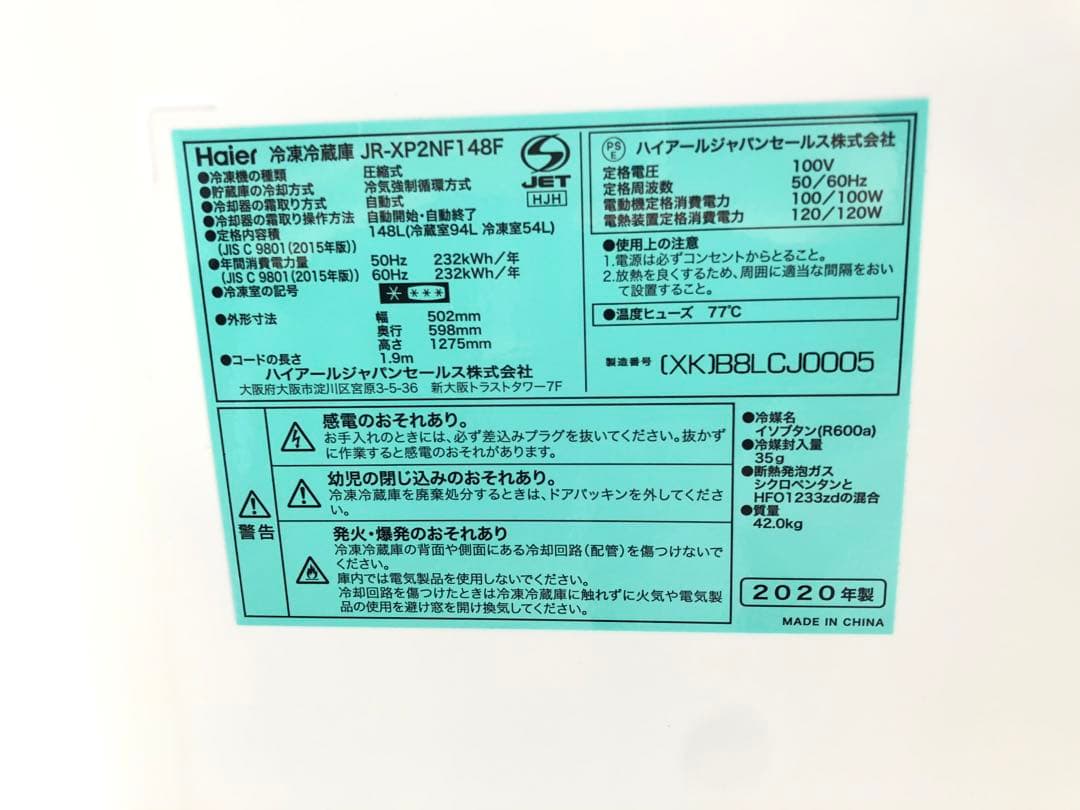 Haier 冷凍冷蔵庫 JR-XP2NF148F
●冷凍機の種類 圧縮式
●貯蔵庫の冷却方式 冷気強制循環方式
●冷却器の霜取り方式 自動式
●冷却器の霜取り操作方法 自動開始・自動終了
●定格内容積 148L(冷蔵室94L 冷凍室54L)
(JIS C 9801(2015年版))
●年間消費電力量 50Hz 232kWh/年
(JIS C 9801(2015年版)) 60Hz 232kWh/年
●冷凍室の記号
●外形寸法 幅 502mm
奥行 598mm
高さ 1275mm
●コードの長さ 1.9m
ハイアールジャパンセールス株式会社
大阪府大阪市淀川区宮原3-5-36 新大阪トラストタワー7F
JET
HJH
PSE ハイアールジャパンセールス株式会社
定格電圧 100V
定格周波数 50/60Hz
電動機定格消費電力 100/100W
電熱装置定格消費電力 120/120W
●使用上の注意
1.電源は必ずコンセントからとること。
2.放熱を良くするため、周囲に適当な間隔をおい
て設置すること。
●温度ヒューズ 77℃
製造番号 (XK)B8LCJ0005
警告
感電のおそれあり。
お手入れのときには、必ず差込みプラグを抜いてください。抜かず
に作業すると感電のおそれがあります。
幼児の閉じ込みのおそれあり。
冷凍冷蔵庫を廃棄処分するときは、ドアパッキンを外してくださ
い。
発火・爆発のおそれあり
冷凍冷蔵庫の背面や側面にある冷却回路(配管)を傷つけないで
ください。
庫内では電気製品を使用しないでください。
冷却回路を傷つけたときは冷凍冷蔵庫に触れずに火気や電気製
品の使用を避け窓を開け換気してください。
●冷媒名
イソブタン(R600a)
●冷媒封入量
35g
●断熱発泡ガス
シクロペンタンと
HFO1233zdの混合
●質量
42.0kg
2020年製
MADE IN CHINA